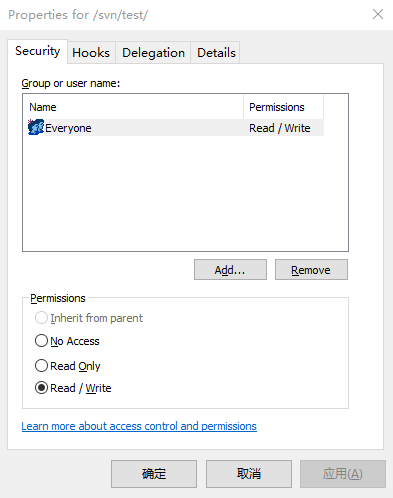 Properties for /svn/test/
Security Hooks Delegation Details
Group or user name:
Name Permissions
Everyone Read / Write
Add... Remove
Permissions
Inherit from parent
No Access
Read Only
Read / Write
Learn more about access control and permissions
确定 取消 应用(A)